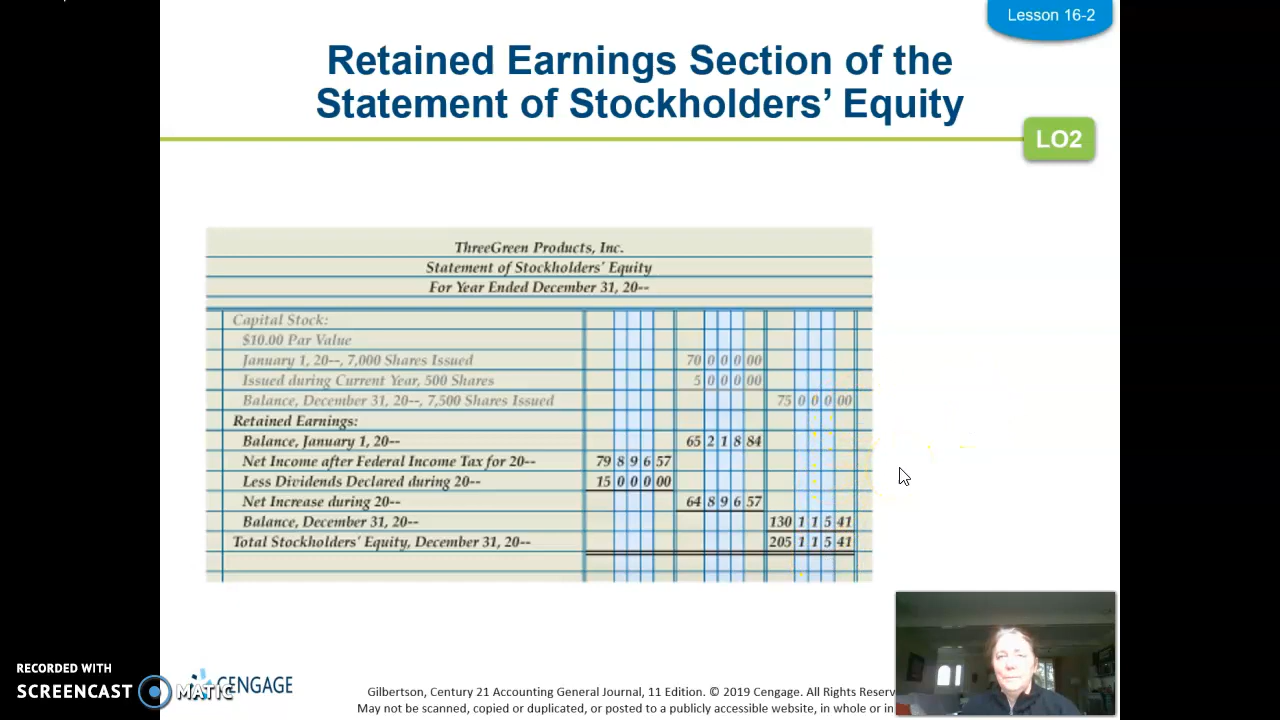 Lesson 16-2
Retained Earnings Section of the
Statement of Stockholders’ Equity
LO2
ThreeGreen Products, Inc.
Statement of Stockholders’ Equity
For Year Ended December 31, 20--
Capital Stock:
$10.00 Par Value
January 1, 20--, 7,000 Shares Issued 70 0 0 0 00
Issued during Current Year, 500 Shares 5 0 0 0 00
Balance, December 31, 20--, 7,500 Shares Issued 75 0 0 0 00
Retained Earnings:
Balance, January 1, 20-- 65 2 1 8 84
Net Income after Federal Income Tax for 20-- 79 8 9 6 57
Less Dividends Declared during 20-- 15 0 0 0 00
Net Increase during 20-- 64 8 9 6 57
Balance, December 31, 20-- 130 1 1 5 41
Total Stockholders’ Equity, December 31, 20-- 205 1 1 5 41
RECORDED WITH
SCREENCAST MATIC
CENGAGE
Gilbertson, Century 21 Accounting General Journal, 11 Edition. © 2019 Cengage. All Rights Reserv
May not be scanned, copied or duplicated, or posted to a publicly accessible website, in whole or in